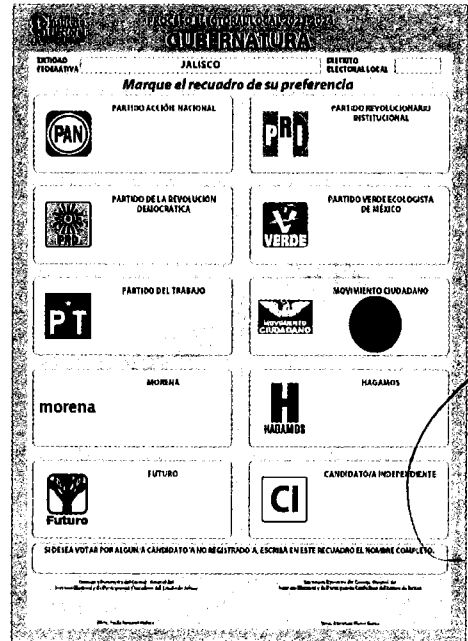 PROCESO ELECTORAL LOCAL 2023-2024
GUBERNATURA
ENTIDAD FEDERATIVA
JALISCO
DISTRITO ELECTORAL LOCAL
Marque el recuadro de su preferencia
PAN
PARTIDO ACCIÓN NACIONAL
PRI
PARTIDO REVOLUCIONARIO
INSTITUCIONAL
PRD
PARTIDO DE LA REVOLUCIÓN
DEMOCRÁTICA
VERDE
PARTIDO VERDE ECOLOGISTA
DE MÉXICO
PT
PARTIDO DEL TRABAJO
MOVIMIENTO
CIUDADANO
MOVIMIENTO CIUDADANO
morena
MORENA
H
HAGAMOS
HAGAMOS
Futuro
FUTURO
CI
CANDIDATO/A INDEPENDIENTE
SI DESEA VOTAR POR ALGUN/A CANDIDATO/A NO REGISTRADO/A, ESCRIBA EN ESTE RECUADRO EL NOMBRE COMPLETO.